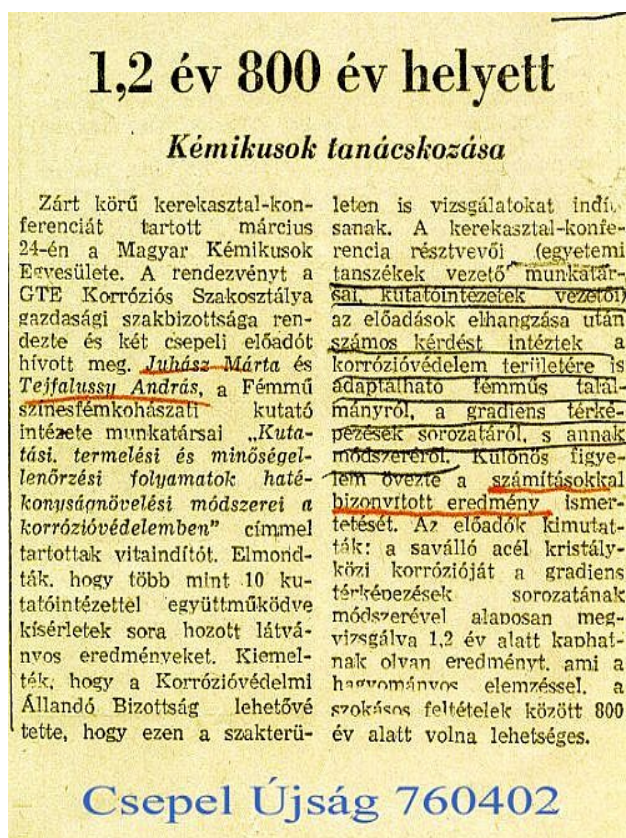 1,2 év 800 év helyett
Kémikusok tanácskozása
Zárt körű kerekasztal-kon-
ferenciát tartott március
24-én a Magyar Kémikusok
Egyesülete. A rendezvényt a
GTE Korróziós Szakosztálya
gazdasági szakbizottsága ren-
dezte és két csepeli előadót
hívott meg. Juhász Márta és
Tejfalussy András, a Fémmű
színesfémkohászati kutató
intézete munkatársai „Kuta-
tási, termelési és minőségel-
lenőrzési folyamatok haté-
konyságnövelési módszerei a
korrózióvédelemben” címmel
tartottak vitaindítót. Elmond-
ták, hogy több mint 10 ku-
tatóintézettel együttműködve
kísérletek sora hozott látvá-
nyos eredményeket. Kiemel-
ték, hogy a Korrózióvédelmi
Állandó Bizottság lehetővé
tette, hogy ezen a szakterü-
leten is vizsgálatokat indít-
sanak. A kerekasztal-konfe-
rencia résztvevői (egyetemi
tanszékek vezető munkatár-
sai, kutatóintézetek vezetői)
az előadások elhangzása után
számos kérdést intéztek a
korrózióvédelem területére is
adaptálható fémműs talál-
mányról, a gradiens térké-
pezések sorozatáról, s annak
módszeréről. Különös figye-
lem övezte a számításokkal
bizonyított eredmény ismer-
tetését. Az előadók kimutat-
ták: a saválló acél kristály-
közi korrózióját a gradiens
térképezések sorozatának
módszerével alaposan meg-
vizsgálva 1,2 év alatt kaphat-
nak olyan eredményt, ami a
hagyományos elemzéssel, a
szokásos feltételek között 800
év alatt volna lehetséges.
Csepel Újság 760402